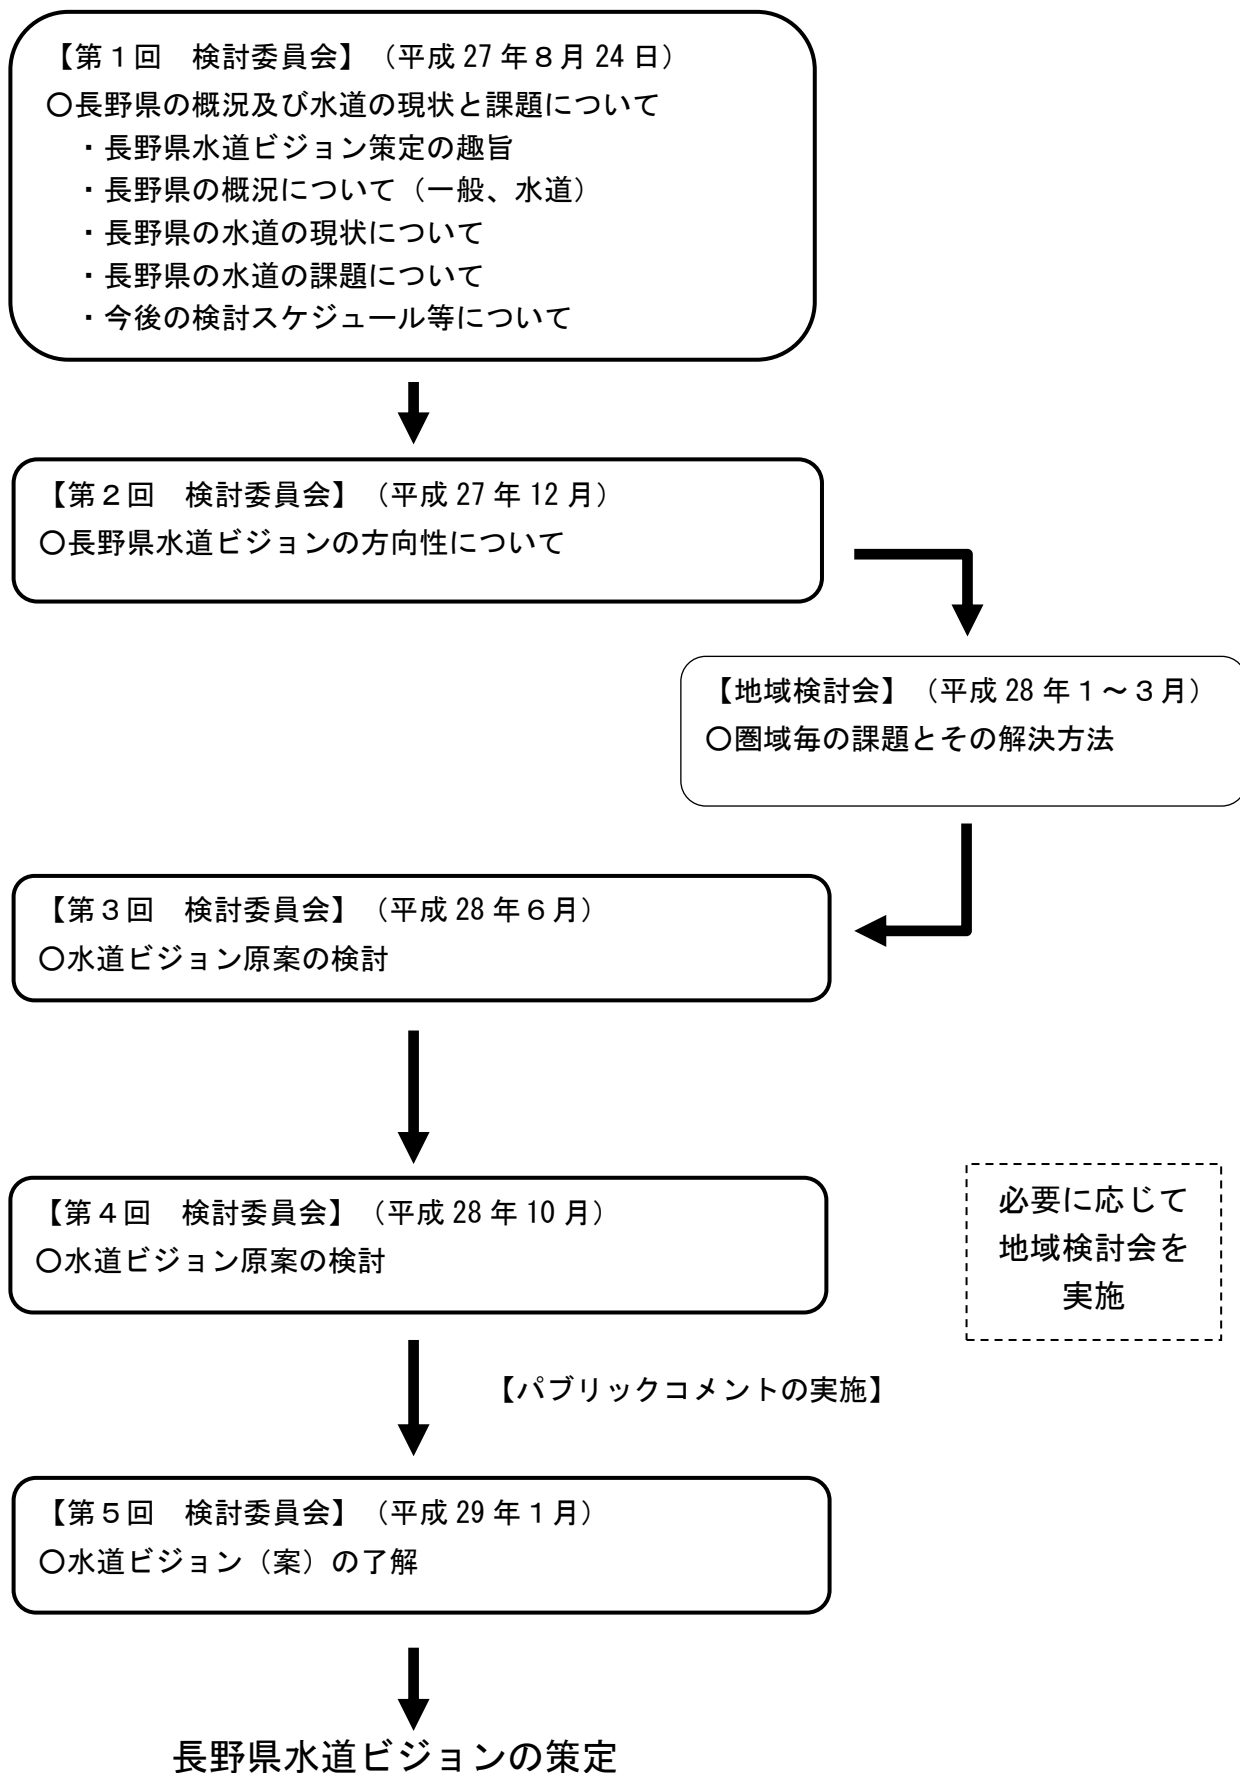 【第１回　検討委員会】（平成 27 年８月 24 日）
○長野県の概況及び水道の現状と課題について
・長野県水道ビジョン策定の趣旨
・長野県の概況について（一般、水道）
・長野県の水道の現状について
・長野県の水道の課題について
・今後の検討スケジュール等について
【第２回　検討委員会】（平成 27 年 12 月）
○長野県水道ビジョンの方向性について
【地域検討会】（平成 28 年１～３月）
○圏域毎の課題とその解決方法
【第３回　検討委員会】（平成 28 年６月）
○水道ビジョン原案の検討
【第４回　検討委員会】（平成 28 年 10 月）
○水道ビジョン原案の検討
必要に応じて
地域検討会を
実施
【パブリックコメントの実施】
【第５回　検討委員会】（平成 29 年１月）
○水道ビジョン（案）の了解
長野県水道ビジョンの策定